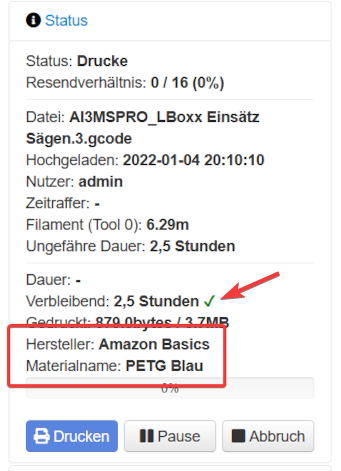 Status
Status: Drucke
Resendverhältnis: 0 / 16 (0%)
Datei: AI3MSPRO_LBoxx Einsätz
Sägen.3.gcode
Hochgeladen: 2022-01-04 20:10:10
Nutzer: admin
Zeitraffer: -
Filament (Tool 0): 6.29m
Ungefähre Dauer: 2,5 Stunden
Dauer: -
Verbleibend: 2,5 Stunden ✓
Gedruckt: 879.0bytes / 3.7MB
Hersteller: Amazon Basics
Materialname: PETG Blau
0%
Drucken Pause Abbruch